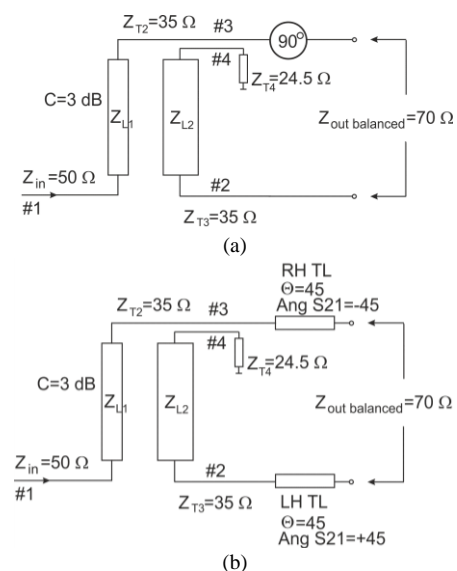 Z_T2=35 Ω #3
90°
#4
Z_T4=24.5 Ω
C=3 dB
Z_L1
Z_L2
Z_out balanced=70 Ω
Z_in=50 Ω
#1
#2
Z_T3=35 Ω
(a)
RH TL
Θ=45
Ang S21=-45
Z_T2=35 Ω #3
#4
Z_T4=24.5 Ω
C=3 dB
Z_L1
Z_L2
Z_out balanced=70 Ω
Z_in=50 Ω
#1
#2
Z_T3=35 Ω
LH TL
Θ=45
Ang S21=+45
(b)